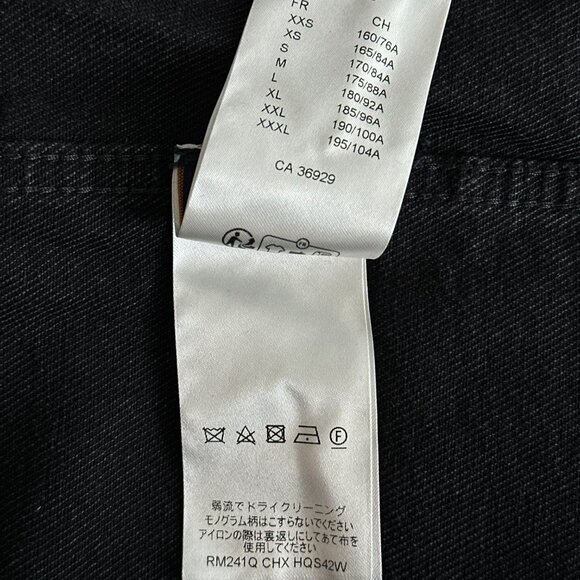 FR CH
XXS 160/76A
XS 165/84A
S 170/84A
M 175/88A
L 180/92A
XL 185/96A
XXL 190/100A
XXXL 195/104A
CA 36929
FR
F
弱流でドライクリーニング
モノグラム柄はこすらないでください
アイロンの際は裏返しにしてあて布を
使用してください
RM241Q CHX HQS42W